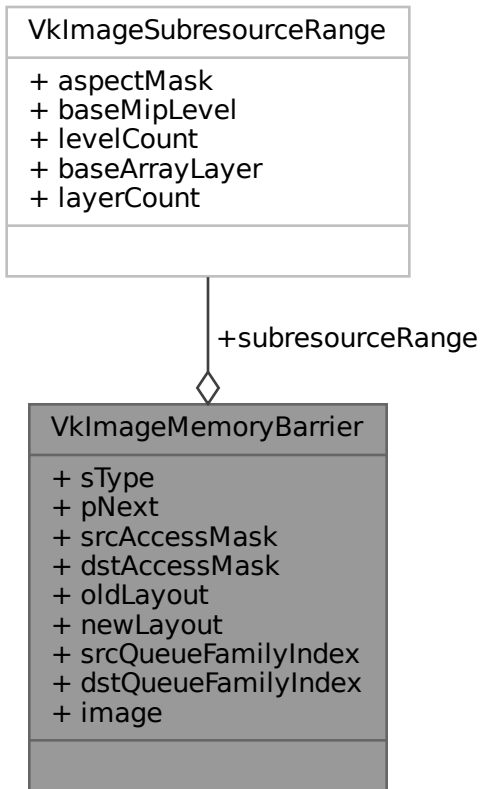 VkImageSubresourceRange
+ aspectMask
+ baseMipLevel
+ levelCount
+ baseArrayLayer
+ layerCount
+subresourceRange
VkImageMemoryBarrier
+ sType
+ pNext
+ srcAccessMask
+ dstAccessMask
+ oldLayout
+ newLayout
+ srcQueueFamilyIndex
+ dstQueueFamilyIndex
+ image